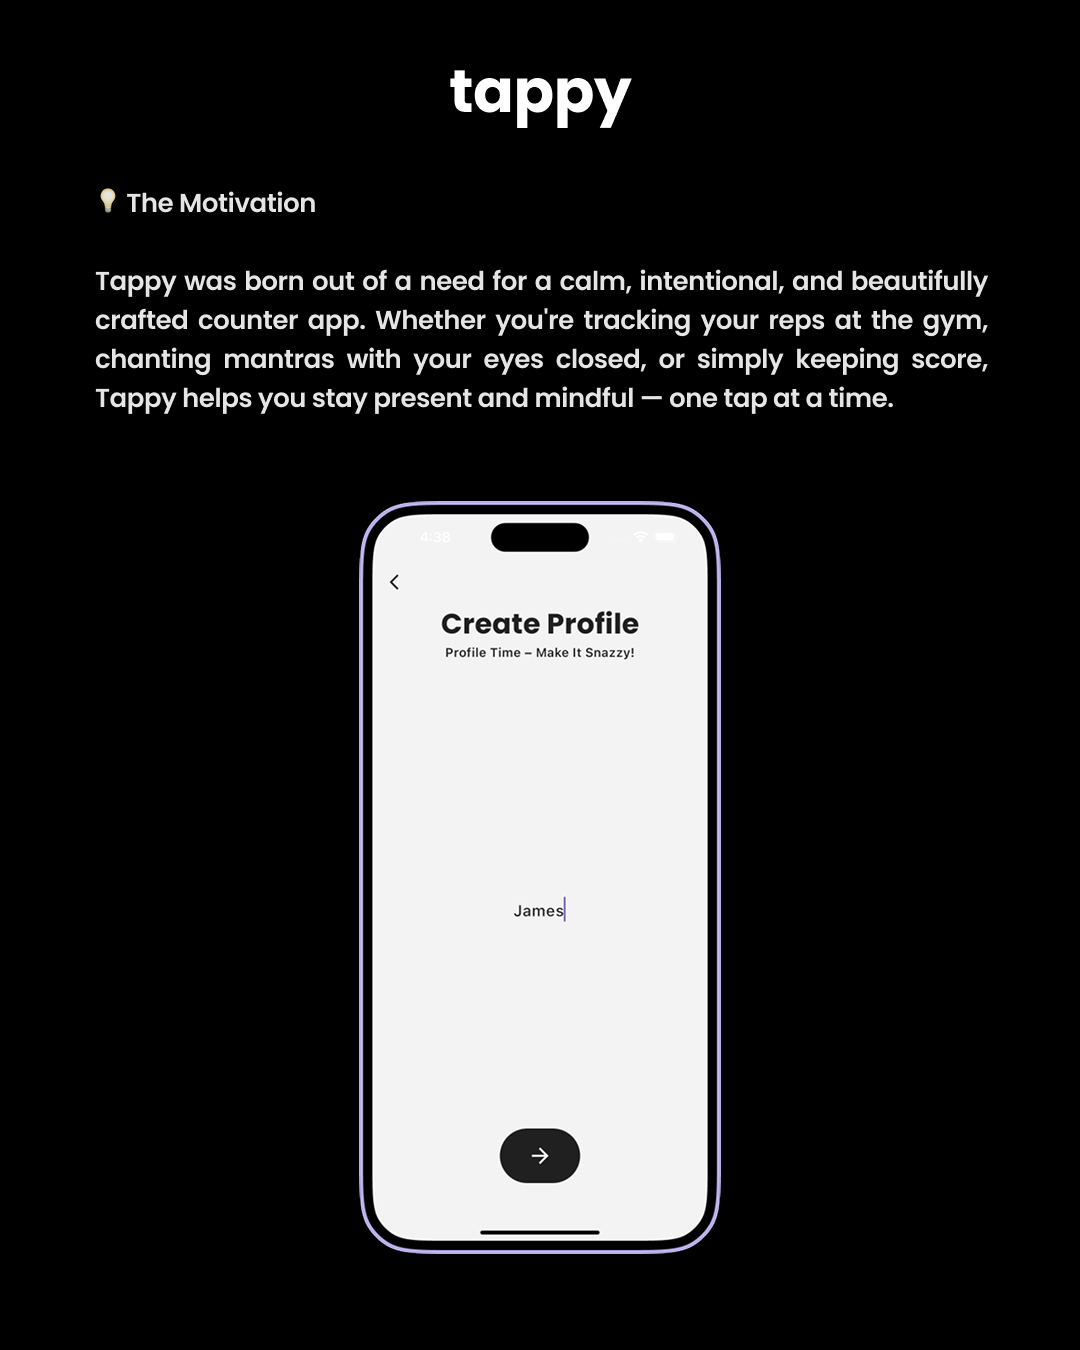 tappy
💡 The Motivation
Tappy was born out of a need for a calm, intentional, and beautifully
crafted counter app. Whether you're tracking your reps at the gym,
chanting mantras with your eyes closed, or simply keeping score,
Tappy helps you stay present and mindful — one tap at a time.
4:38
Create Profile
Profile Time – Make It Snazzy!
James